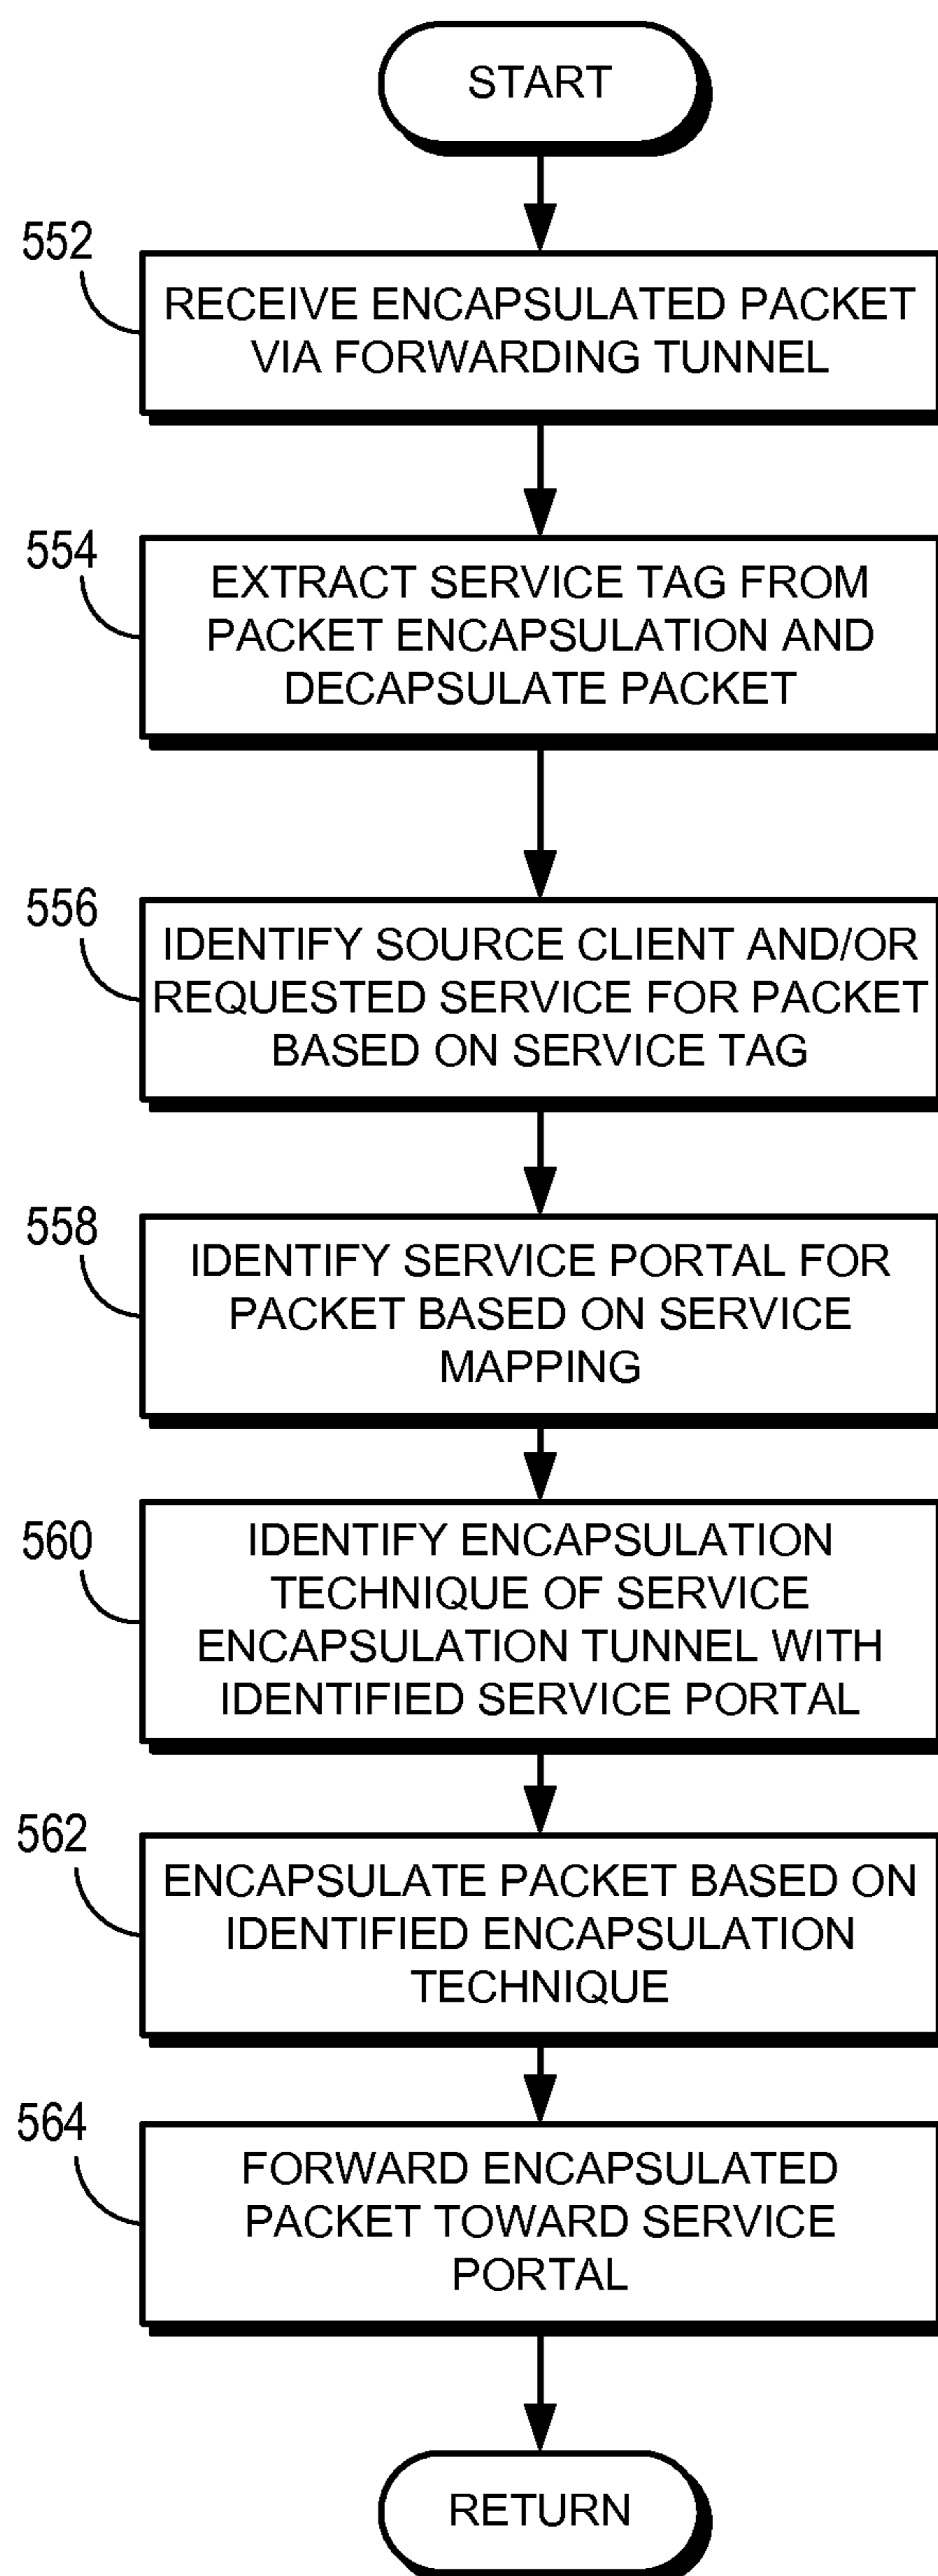 START
552
RECEIVE ENCAPSULATED PACKET
VIA FORWARDING TUNNEL
554
EXTRACT SERVICE TAG FROM
PACKET ENCAPSULATION AND
DECAPSULATE PACKET
556
IDENTIFY SOURCE CLIENT AND/OR
REQUESTED SERVICE FOR PACKET
BASED ON SERVICE TAG
558
IDENTIFY SERVICE PORTAL FOR
PACKET BASED ON SERVICE
MAPPING
560
IDENTIFY ENCAPSULATION
TECHNIQUE OF SERVICE
ENCAPSULATION TUNNEL WITH
IDENTIFIED SERVICE PORTAL
562
ENCAPSULATE PACKET BASED ON
IDENTIFIED ENCAPSULATION
TECHNIQUE
564
FORWARD ENCAPSULATED
PACKET TOWARD SERVICE
PORTAL
RETURN